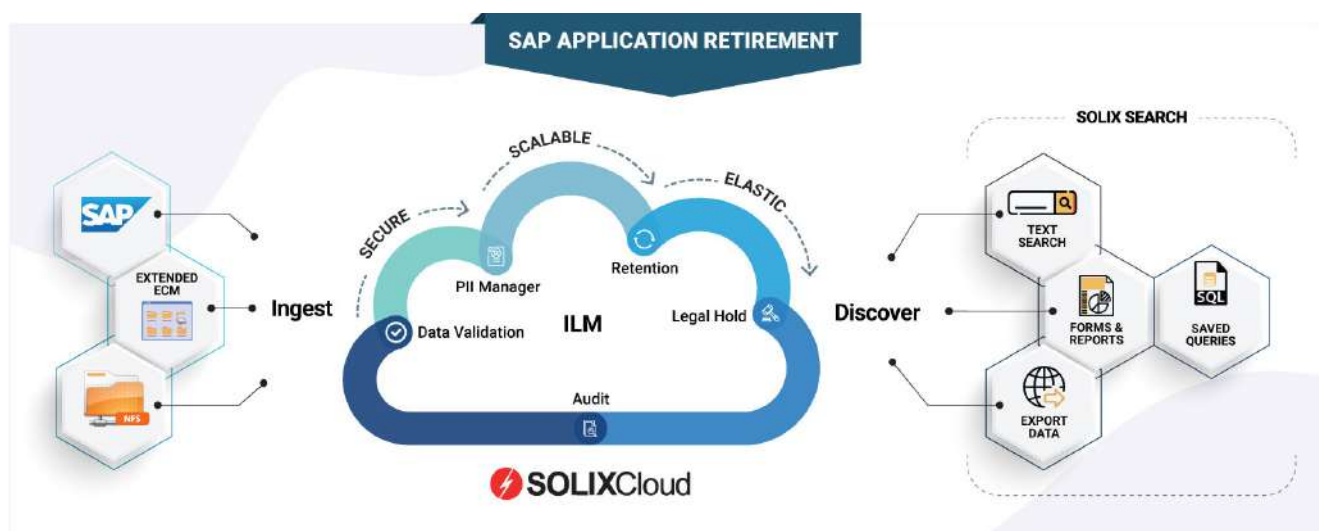 SAP APPLICATION RETIREMENT
SAP
EXTENDED
ECM
NFS
Ingest
SECURE
SCALABLE
ELASTIC
PII Manager
Retention
Data Validation
ILM
Legal Hold
Audit
SOLIXCloud
Discover
SOLIX SEARCH
TEXT
SEARCH
FORMS &
REPORTS
SQL
SAVED
QUERIES
EXPORT
DATA